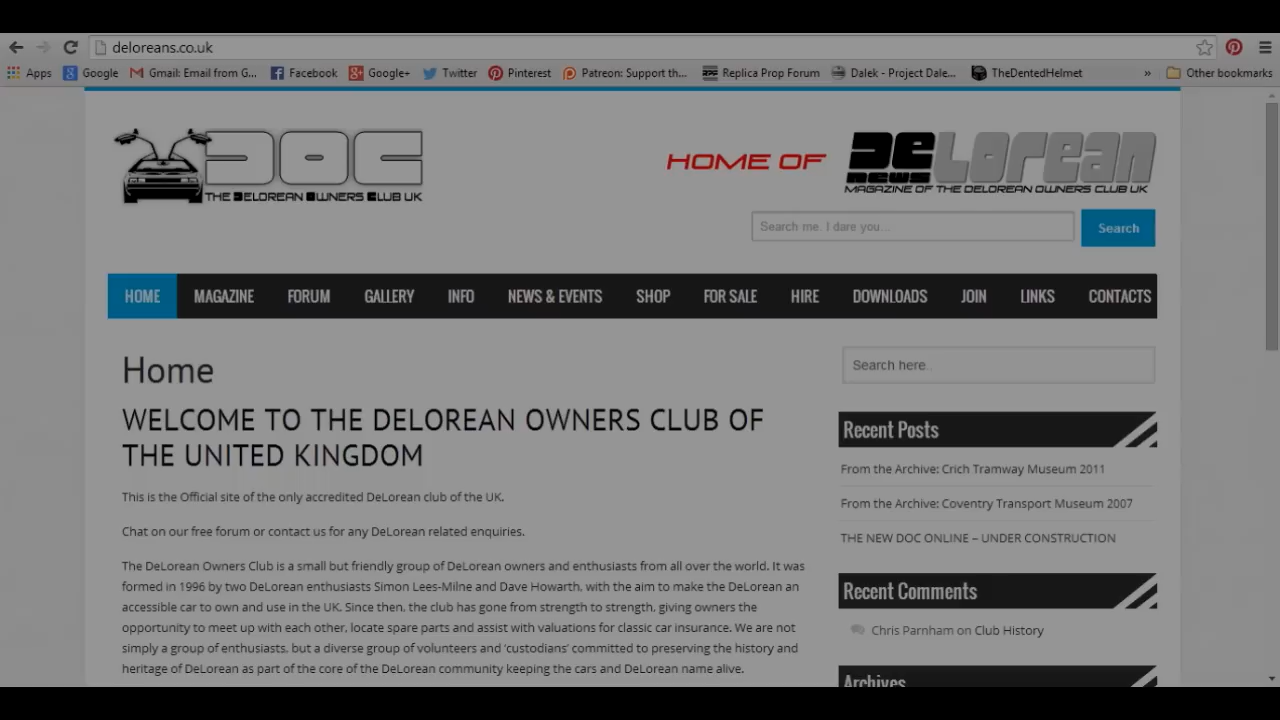 deloreans.co.uk
Apps Google Gmail: Email from G... Facebook Google+ Twitter Pinterest Patreon: Support th... Replica Prop Forum Dalek - Project Dale... TheDentedHelmet » Other bookmarks
DOC
THE DELOREAN OWNERS CLUB UK
HOME OF
DELOREAN
NEWS
MAGAZINE OF THE DELOREAN OWNERS CLUB UK
Search me. I dare you...
Search
HOME MAGAZINE FORUM GALLERY INFO NEWS & EVENTS SHOP FOR SALE HIRE DOWNLOADS JOIN LINKS CONTACTS
Home
WELCOME TO THE DELOREAN OWNERS CLUB OF
THE UNITED KINGDOM
This is the Official site of the only accredited DeLorean club of the UK.
Chat on our free forum or contact us for any DeLorean related enquiries.
The DeLorean Owners Club is a small but friendly group of DeLorean owners and enthusiasts from all over the world. It was
formed in 1996 by two DeLorean enthusiasts Simon Lees-Milne and Dave Howarth, with the aim to make the DeLorean an
accessible car to own and use in the UK. Since then, the club has gone from strength to strength, giving owners the
opportunity to meet up with each other, locate spare parts and assist with valuations for classic car insurance. We are not
simply a group of enthusiasts, but a diverse group of volunteers and ‘custodians’ committed to preserving the history and
heritage of DeLorean as part of the core of the DeLorean community keeping the cars and DeLorean name alive.
Search here..
Recent Posts
From the Archive: Crich Tramway Museum 2011
From the Archive: Coventry Transport Museum 2007
THE NEW DOC ONLINE – UNDER CONSTRUCTION
Recent Comments
Chris Parnham on Club History
Archives